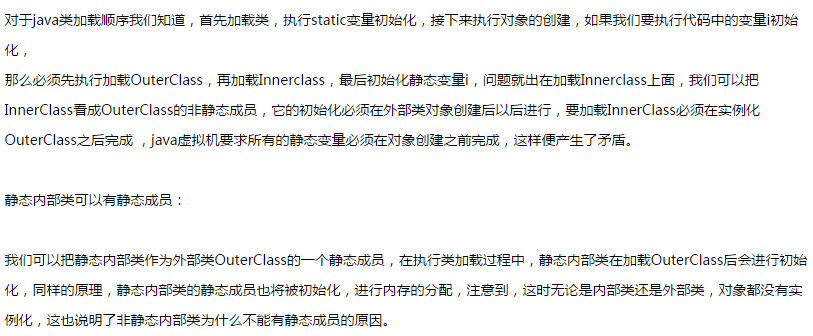 对于java类加载顺序我们知道，首先加载类，执行static变量初始化，接下来执行对象的创建，如果我们要执行代码中的变量i初始
化，
那么必须先执行加载OuterClass，再加载Innerclass，最后初始化静态变量i，问题就出在加载Innerclass上面，我们可以把
InnerClass看成OuterClass的非静态成员，它的初始化必须在外部类对象创建后以后进行，要加载InnerClass必须在实例化
OuterClass之后完成 ，java虚拟机要求所有的静态变量必须在对象创建之前完成，这样便产生了矛盾。
静态内部类可以有静态成员：
我们可以把静态内部类作为外部类OuterClass的一个静态成员，在执行类加载过程中，静态内部类在加载OuterClass后会进行初始
化，同样的原理，静态内部类的静态成员也将被初始化，进行内存的分配，注意到，这时无论是内部类还是外部类，对象都没有实
例化，这也说明了非静态内部类为什么不能有静态成员的原因。